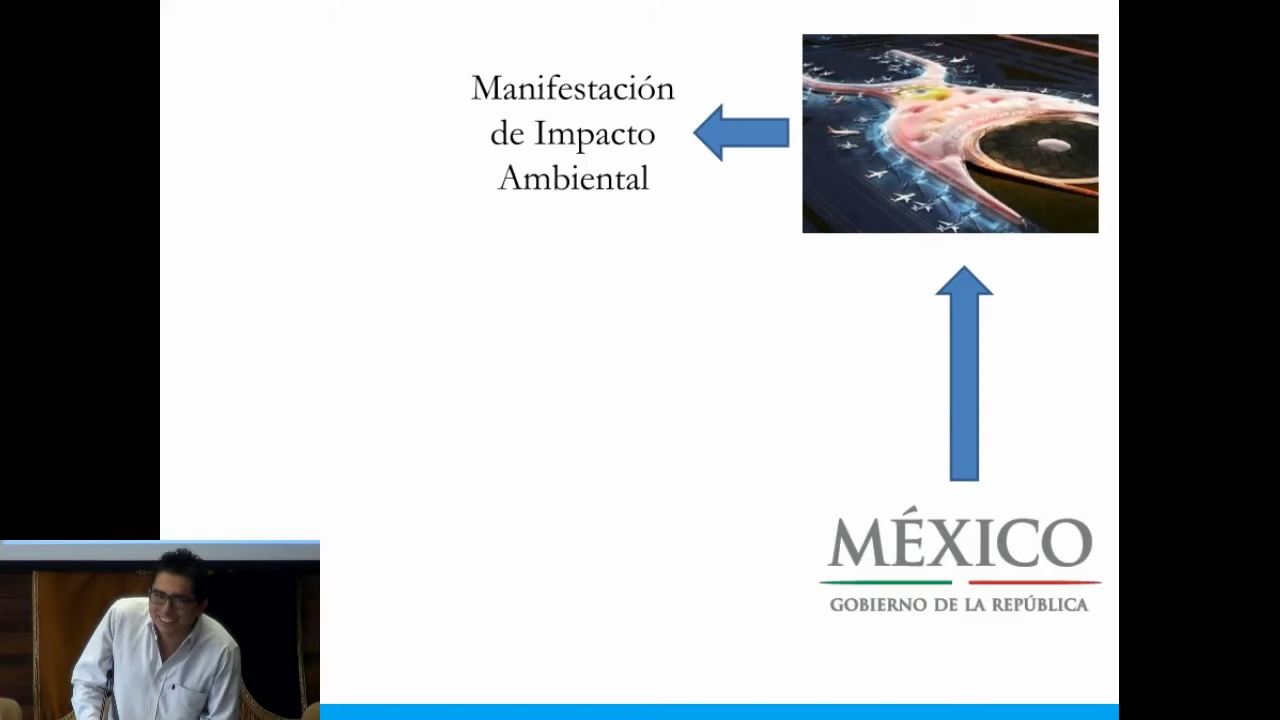 Manifestación
de Impacto
Ambiental
MÉXICO
GOBIERNO DE LA REPÚBLICA